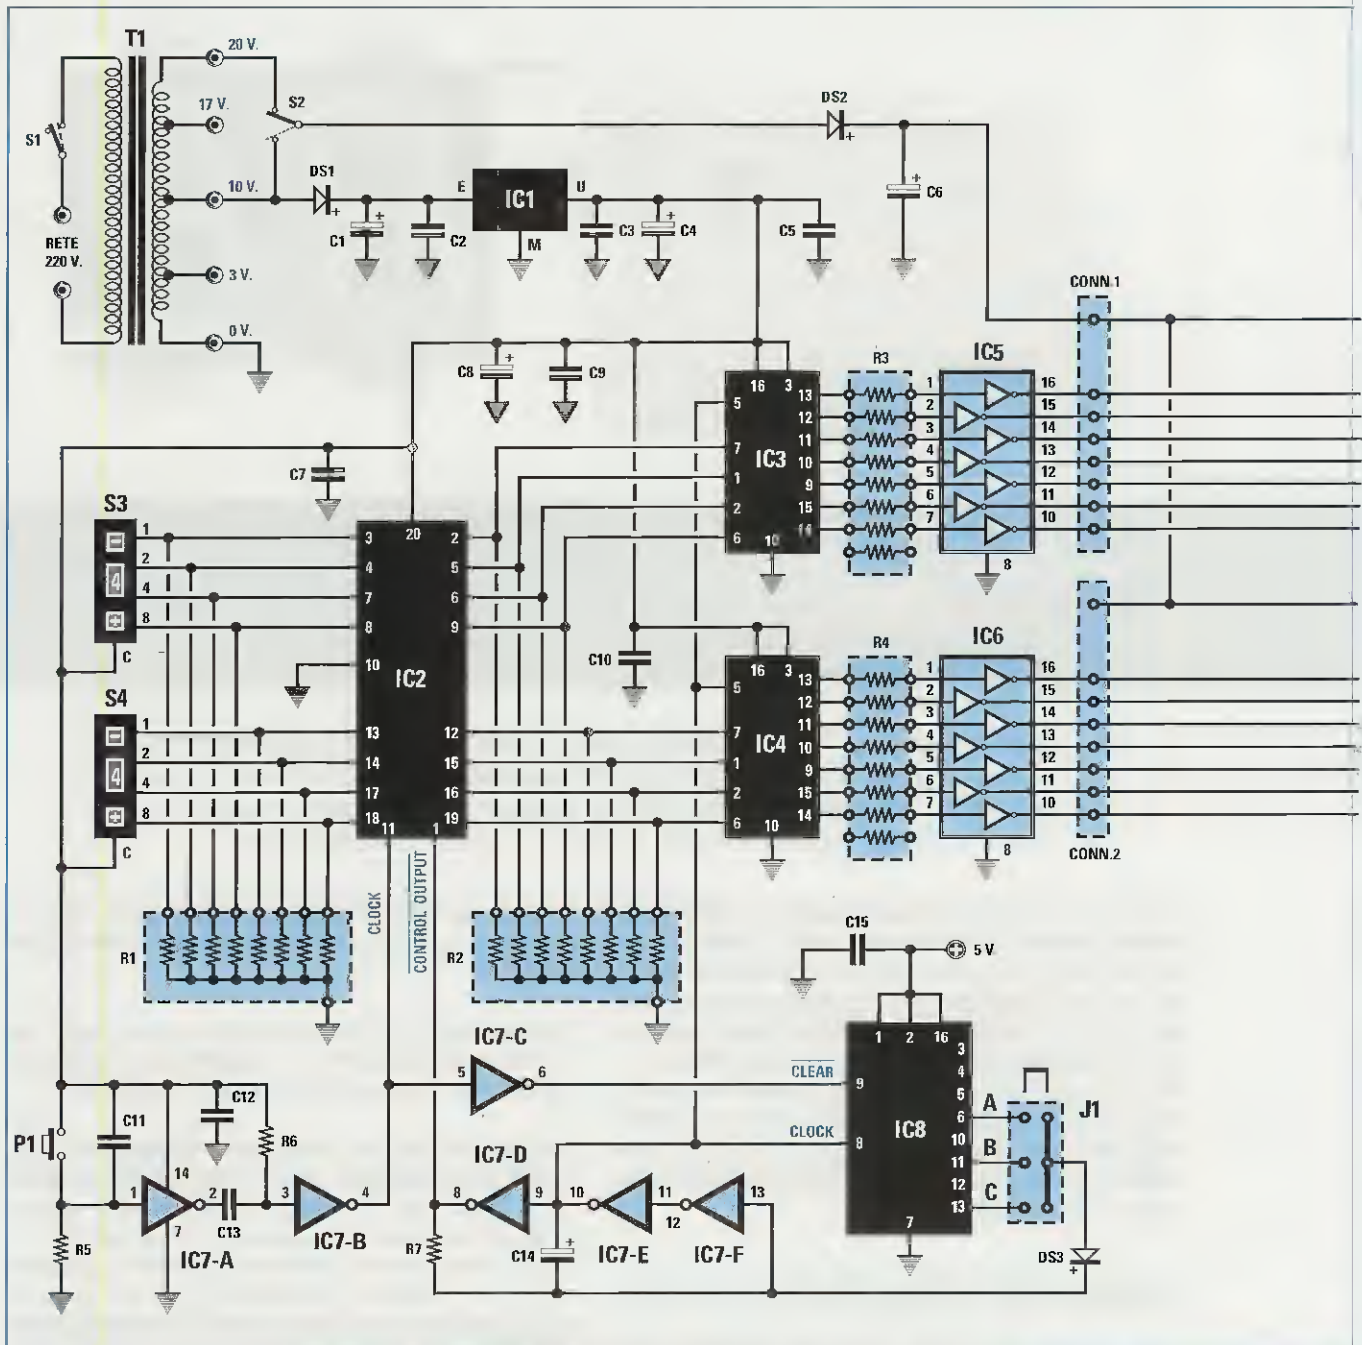 T1
20 V.
17 V.
10 V.
3 V.
0 V.
S1
RETE
220 V.
S2
DS1
DS2
E
IC1
U
M
C1
C2
C3
C4
C5
C6
CONN.1
C8
C9
C7
S3
1
2
4
8
C
4
S4
1
2
4
8
C
4
3
4
7
8
10
13
14
17
18
11
20
IC2
2
5
6
9
12
15
16
19
1
C10
5
7
1
2
6
16
3
IC3
13
12
11
10
9
15
14
10
R3
IC5
1
2
3
4
5
6
7
16
15
14
13
12
11
10
8
5
7
1
2
6
16
3
IC4
13
12
11
10
9
15
14
10
R4
IC6
1
2
3
4
5
6
7
16
15
14
13
12
11
10
8
CONN.2
R1
R2
CLOCK
CONTROL OUTPUT
C15
5 V
1
2
16
3
4
5
6
10
11
12
13
9
8
7
IC8
CLEAR
CLOCK
A
B
C
J1
DS3
IC7-C
5
6
P1
C11
C12
R6
R5
1
14
2
7
IC7-A
C13
3
4
IC7-B
IC7-D
8
9
R7
C14
10
11
12
13
IC7-E
IC7-F